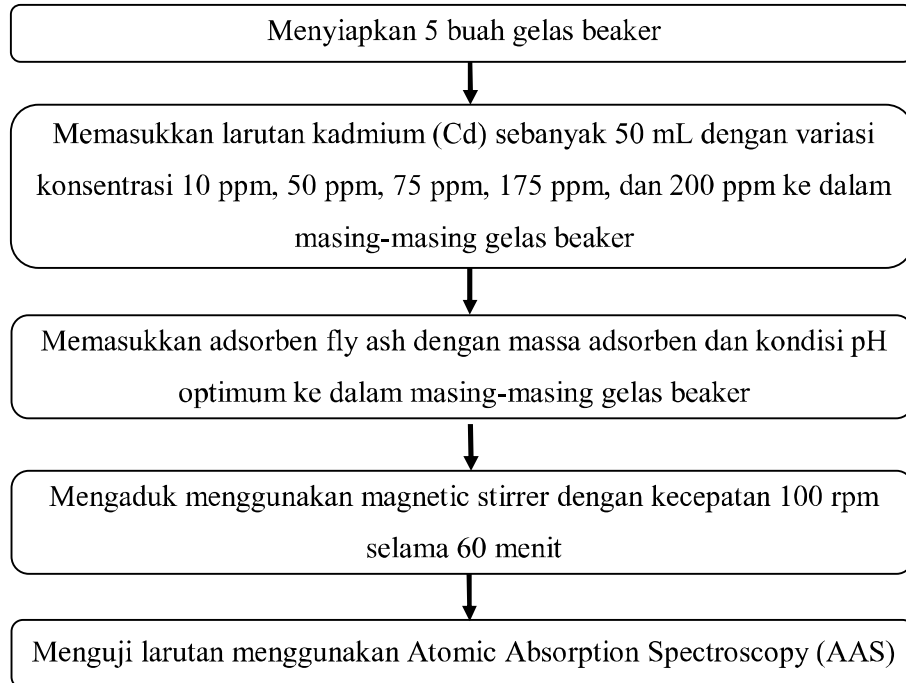 Menyiapkan 5 buah gelas beaker
Memasukkan larutan kadmium (Cd) sebanyak 50 mL dengan variasi
konsentrasi 10 ppm, 50 ppm, 75 ppm, 175 ppm, dan 200 ppm ke dalam
masing-masing gelas beaker
Memasukkan adsorben fly ash dengan massa adsorben dan kondisi pH
optimum ke dalam masing-masing gelas beaker
Mengaduk menggunakan magnetic stirrer dengan kecepatan 100 rpm
selama 60 menit
Menguji larutan menggunakan Atomic Absorption Spectroscopy (AAS)